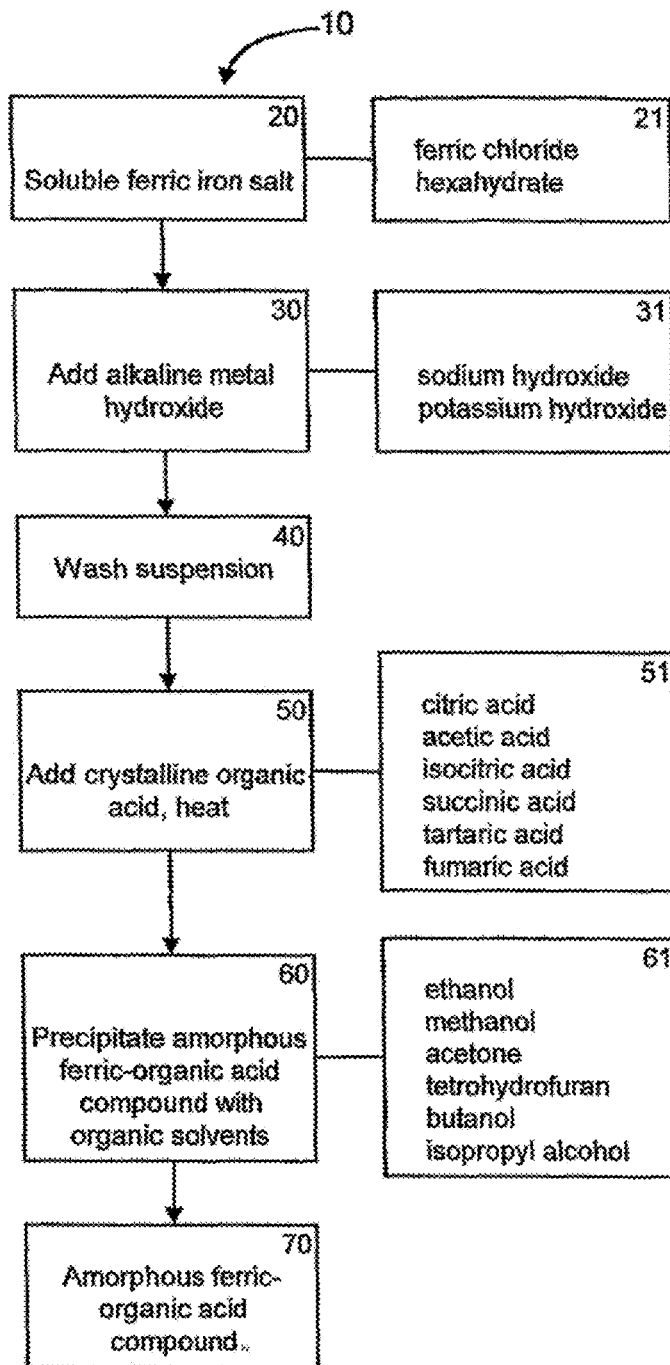 10
20
Soluble ferric iron salt
21
ferric chloride
hexahydrate
30
Add alkaline metal
hydroxide
31
sodium hydroxide
potassium hydroxide
40
Wash suspension
50
Add crystalline organic
acid, heat
51
citric acid
acetic acid
isocitric acid
succinic acid
tartaric acid
fumaric acid
60
Precipitate amorphous
ferric-organic acid
compound with
organic solvents
61
ethanol
methanol
acetone
tetrohydrofuran
butanol
isopropyl alcohol
70
Amorphous ferric-
organic acid
compound.